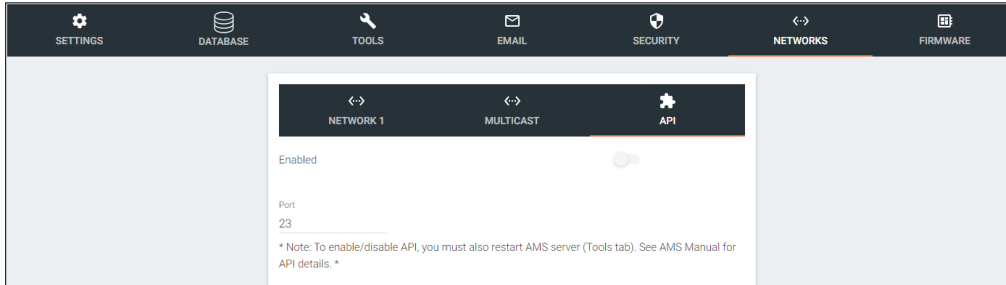 SETTINGS DATABASE TOOLS EMAIL SECURITY NETWORKS FIRMWARE
NETWORK 1 MULTICAST API
Enabled
Port
23
* Note: To enable/disable API, you must also restart AMS server (Tools tab). See AMS Manual for
API details. *